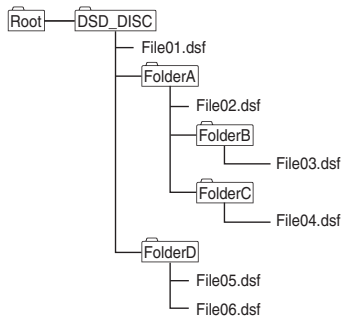 Root DSD_DISC
File01.dsf
FolderA
File02.dsf
FolderB
File03.dsf
FolderC
File04.dsf
FolderD
File05.dsf
File06.dsf